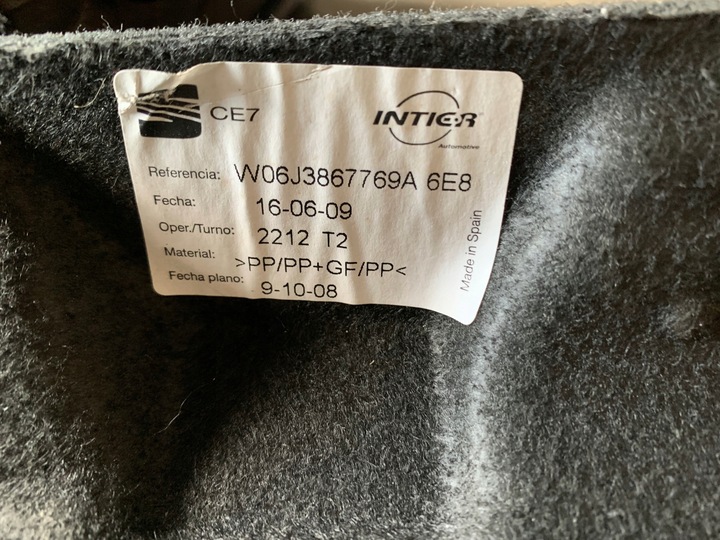 CE7
INTIER
Automotive
Referencia: W06J3867769A 6E8
Fecha: 16-06-09
Oper./Turno: 2212 T2
Material: >PP/PP+GF/PP<
Fecha plano: 9-10-08
Made in Spain